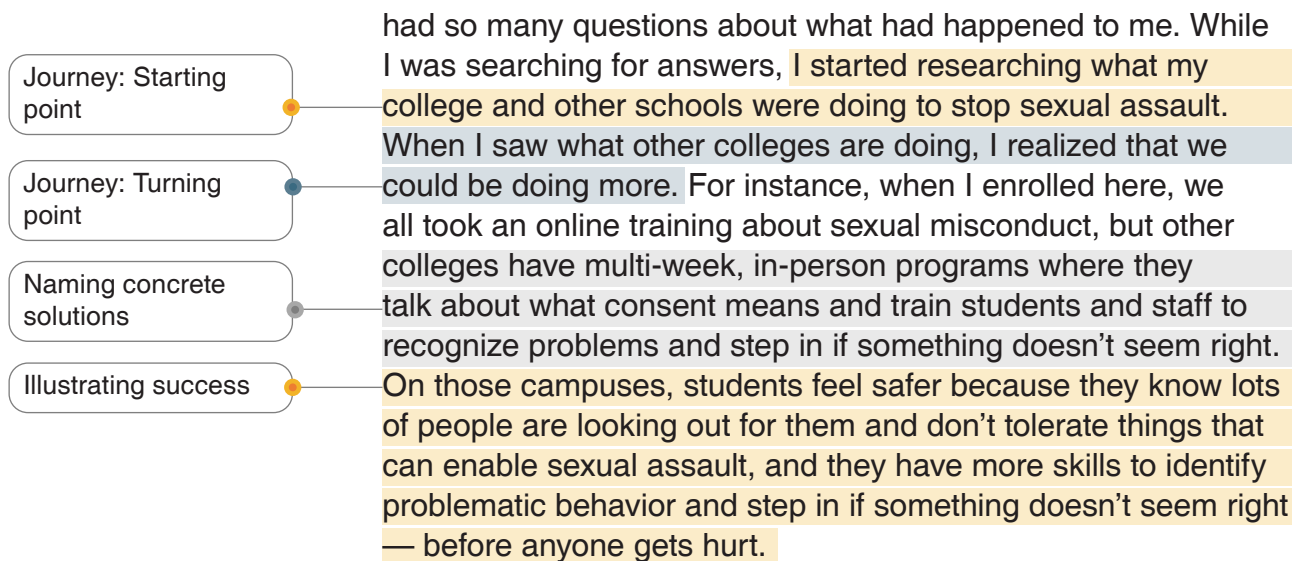 had so many questions about what had happened to me. While
I was searching for answers, I started researching what my
college and other schools were doing to stop sexual assault.
When I saw what other colleges are doing, I realized that we
could be doing more. For instance, when I enrolled here, we
all took an online training about sexual misconduct, but other
colleges have multi-week, in-person programs where they
talk about what consent means and train students and staff to
recognize problems and step in if something doesn’t seem right.
On those campuses, students feel safer because they know lots
of people are looking out for them and don’t tolerate things that
can enable sexual assault, and they have more skills to identify
problematic behavior and step in if something doesn’t seem right
— before anyone gets hurt.
Journey: Starting
point
Journey: Turning
point
Naming concrete
solutions
Illustrating success